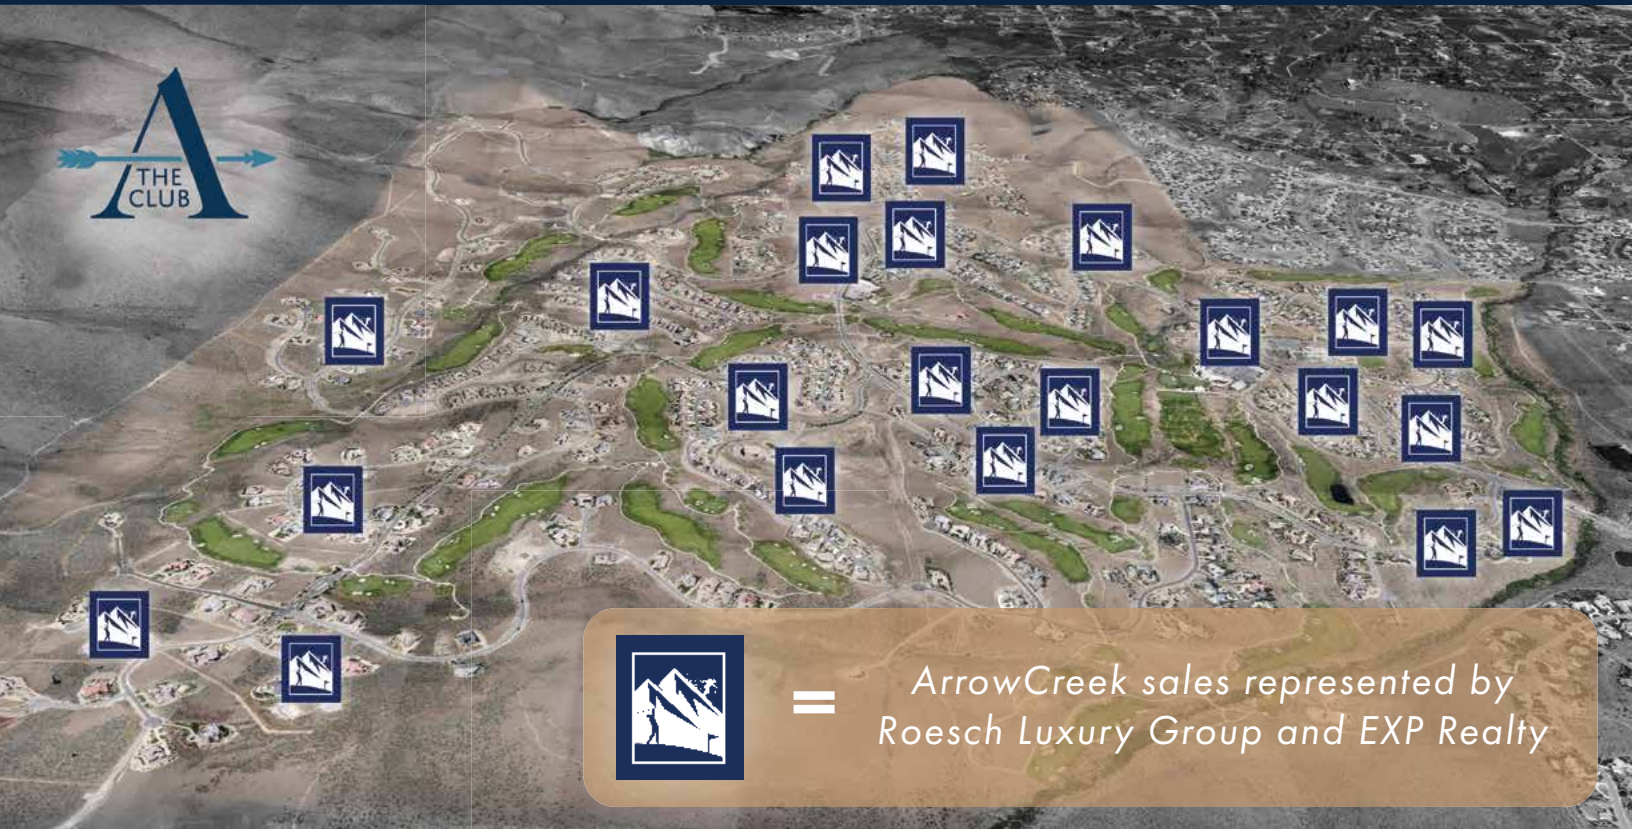 THE
CLUB
= ArrowCreek sales represented by
Roesch Luxury Group and EXP Realty